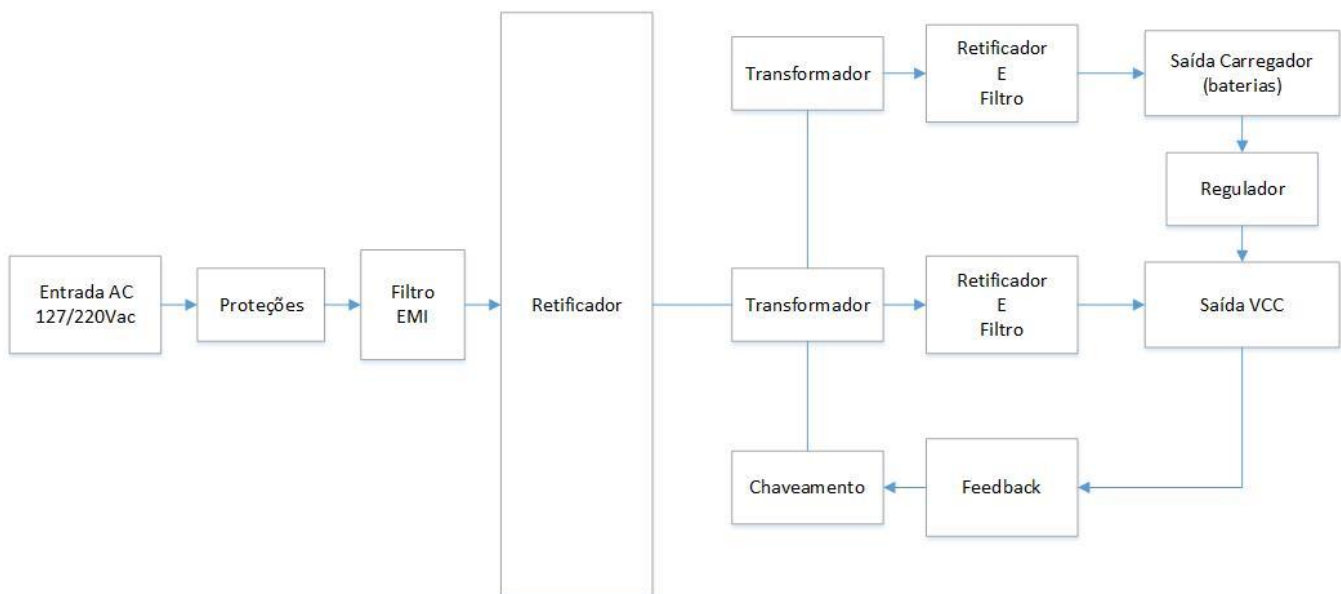 Entrada AC
127/220Vac
Proteções
Filtro
EMI
Retificador
Transformador
Retificador
E
Filtro
Saída Carregador
(baterias)
Regulador
Transformador
Retificador
E
Filtro
Saída VCC
Chaveamento
Feedback